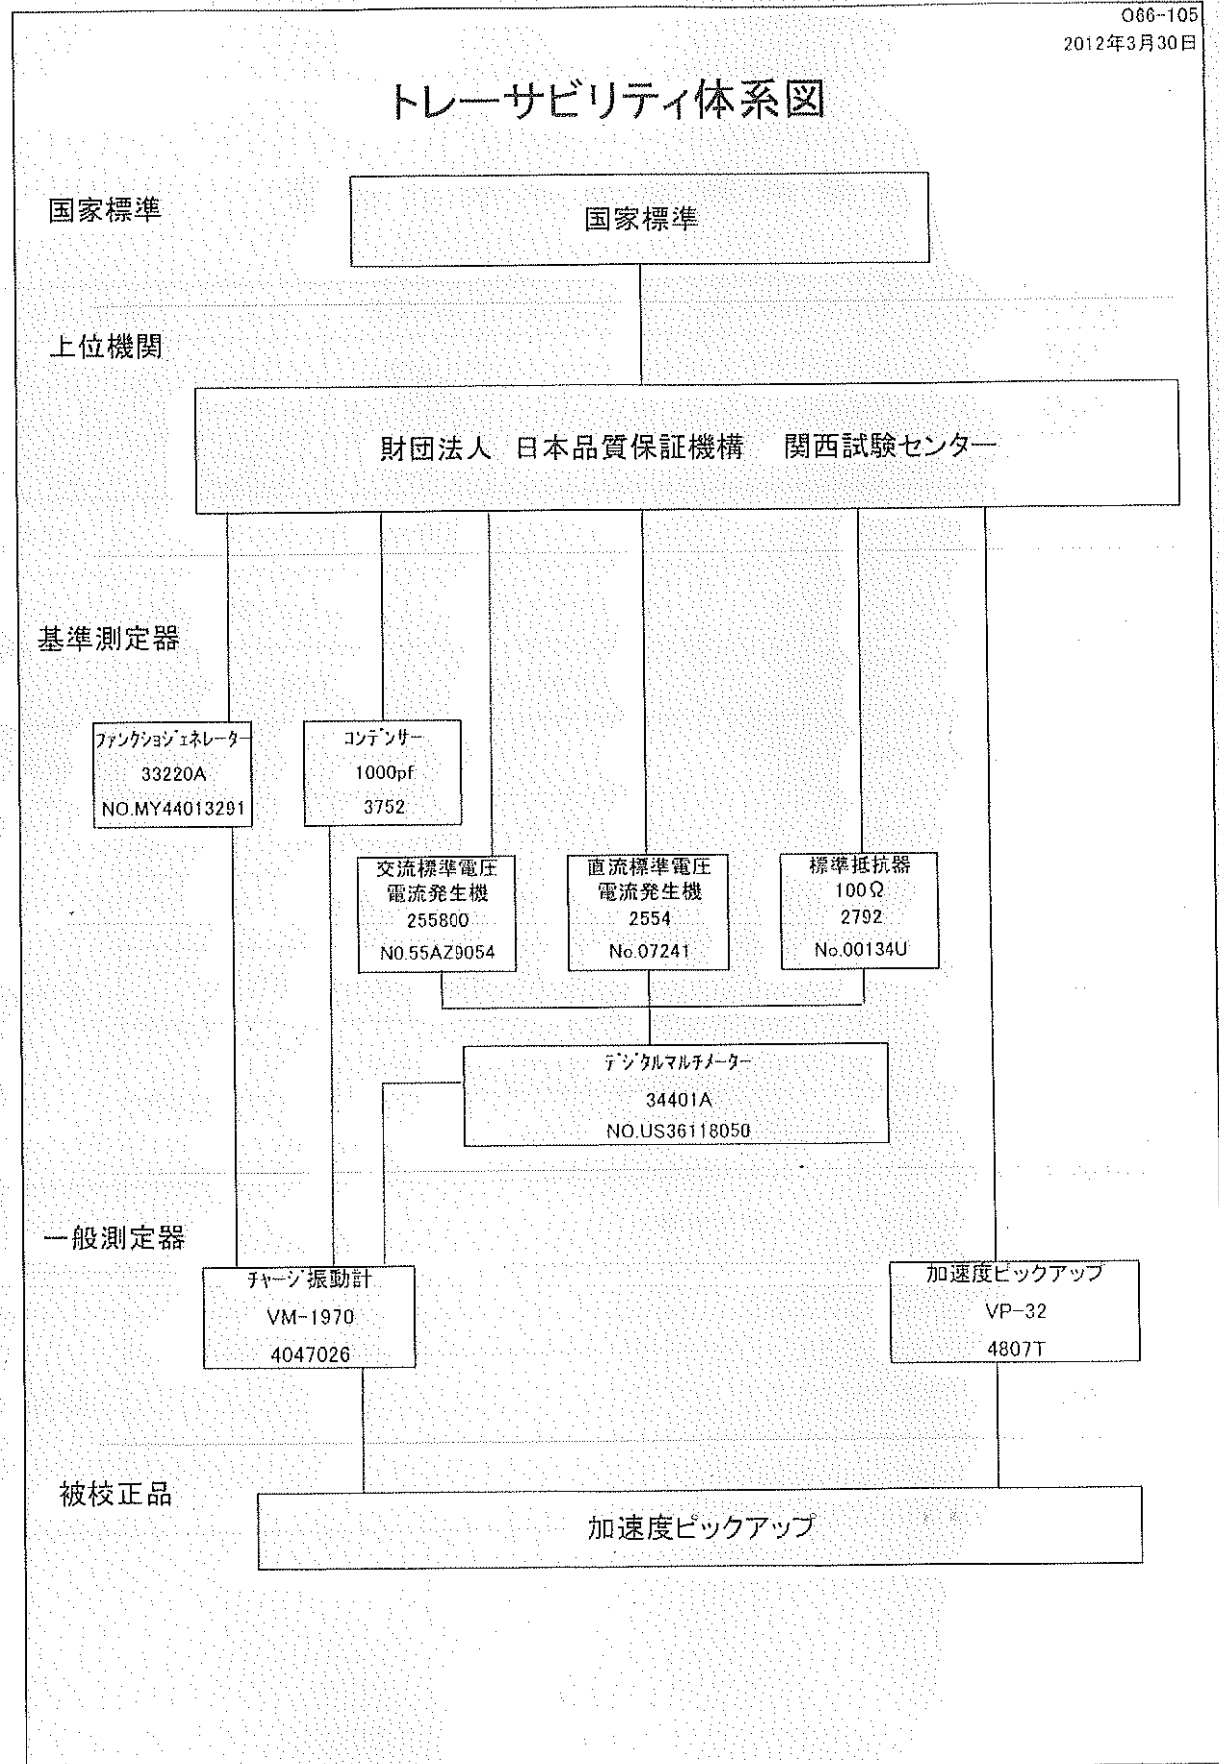 O66-105
2012年3月30日
トレーサビリティ体系図
国家標準
国家標準
上位機関
財団法人 日本品質保証機構 関西試験センター
基準測定器
ファンクションジェネレーター
33220A
NO.MY44013291
コンデンサー
1000pf
3752
交流標準電圧
電流発生機
255800
NO.55AZ9054
直流標準電圧
電流発生機
2554
No.07241
標準抵抗器
100Ω
2792
No.00134U
デジタルマルチメーター
34401A
NO.US36118050
一般測定器
チャージ振動計
VM-1970
4047026
加速度ピックアップ
VP-32
4807T
被校正品
加速度ピックアップ